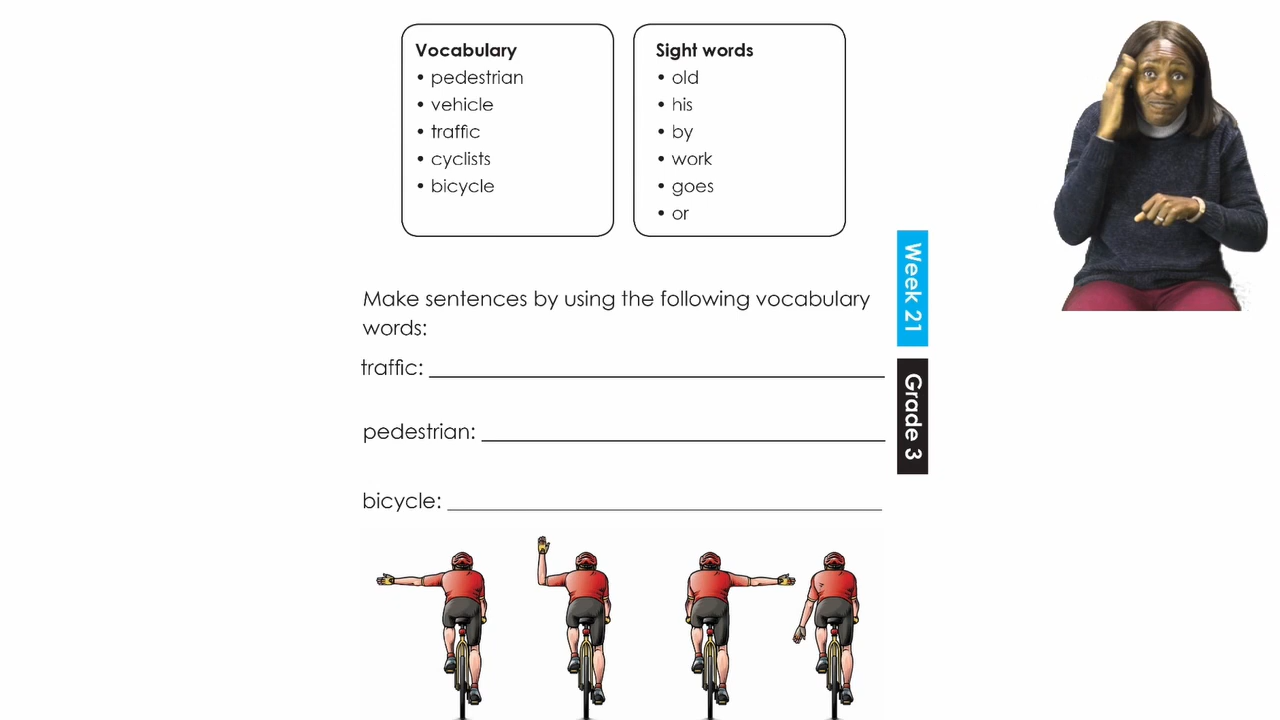 Vocabulary
• pedestrian
• vehicle
• traffic
• cyclists
• bicycle
Sight words
• old
• his
• by
• work
• goes
• or
Week 21
Grade 3
Make sentences by using the following vocabulary
words:
traffic:
pedestrian:
bicycle: